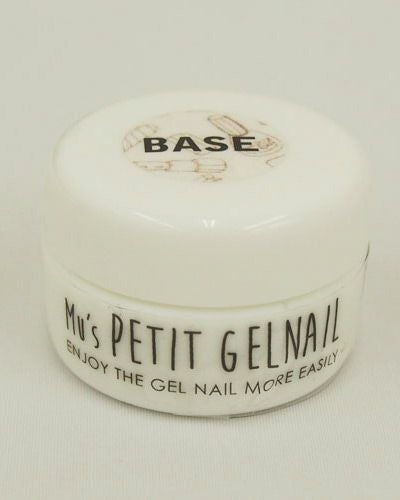 BASE
Mu's PETIT GELNAIL
ENJOY THE GEL NAIL MORE EASILY